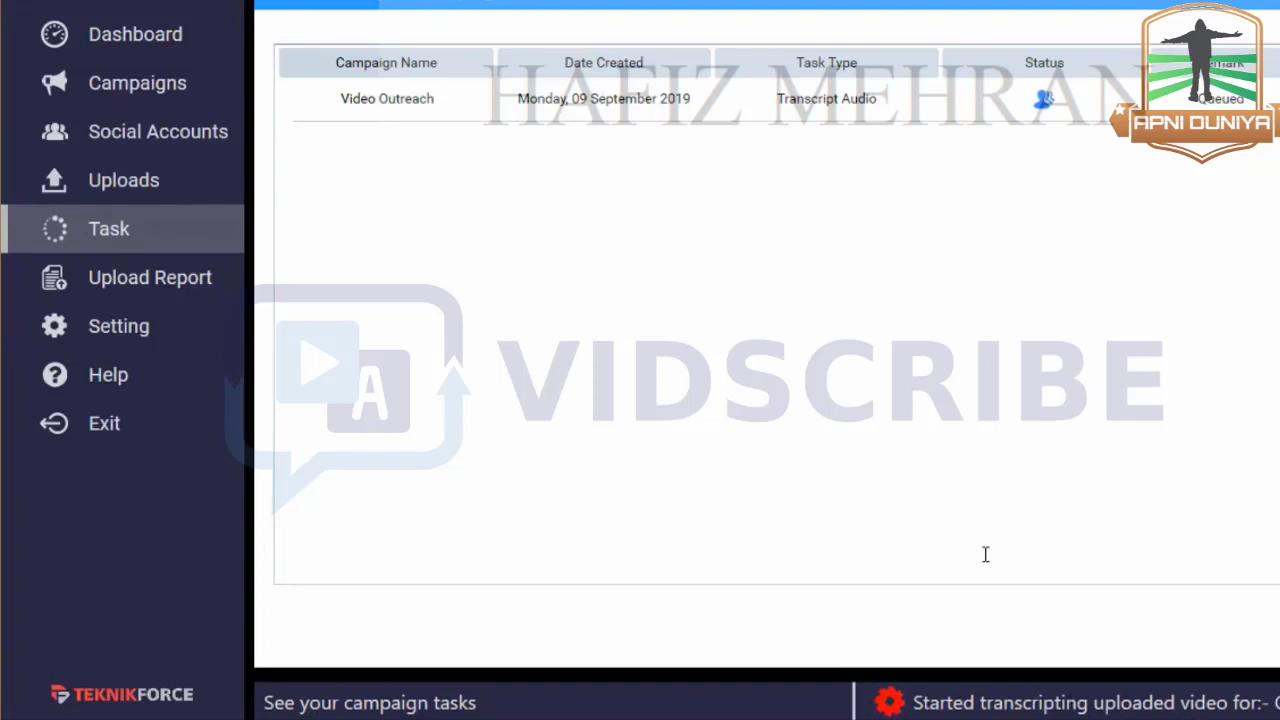 Dashboard
Campaigns
Social Accounts
Uploads
Task
Upload Report
Setting
Help
Exit
TEKNIKFORCE
Campaign Name Date Created Task Type Status
Video Outreach Monday, 09 September 2019 Transcript Audio Queued
HAFIZ MEHRAN
APNI DUNIYA
A VIDSCRIBE
See your campaign tasks
Started transcripting uploaded video for:-